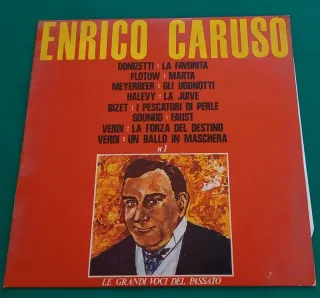 ENRICO CARUSO
DONIZETTI : LA FAVORITA
FLOTOW : MARTA
MEYERBEER : GLI UGONOTTI
HALEVY : LA JUIVE
BIZET : I PESCATORI DI PERLE
GOUNOD : FAUST
VERDI : LA FORZA DEL DESTINO
VERDI : UN BALLO IN MASCHERA
n°1
LE GRANDI VOCI DEL PASSATO